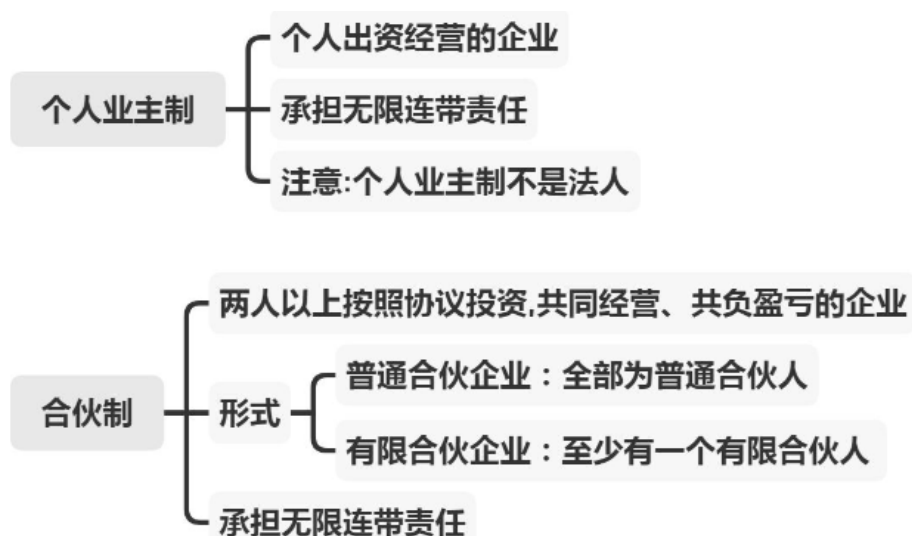 个人业主制
个人出资经营的企业
承担无限连带责任
注意:个人业主制不是法人
合伙制
两人以上按照协议投资,共同经营、共负盈亏的企业
形式
普通合伙企业：全部为普通合伙人
有限合伙企业：至少有一个有限合伙人
承担无限连带责任